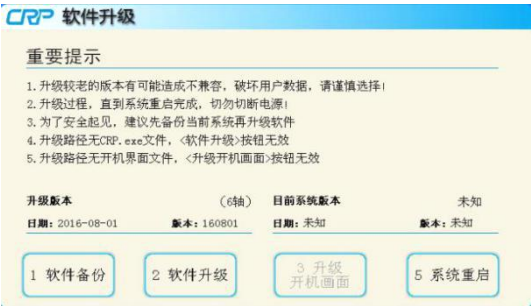 CRP 软件升级
重要提示
1.升级较老的版本有可能造成不兼容，破坏用户数据，请谨慎选择!
2.升级过程，直到系统重启完成，切勿切断电源!
3.为了安全起见，建议先备份当前系统再升级软件
4.升级路径无CRP.exe文件，<软件升级>按钮无效
5.升级路径无开机界面文件，<升级开机画面>按钮无效
升级版本 (6轴) 目前系统版本 未知
日期: 2016-08-01 版本: 160801 日期: 未知 版本: 未知
1 软件备份 2 软件升级 3 升级 5 系统重启
开机画面